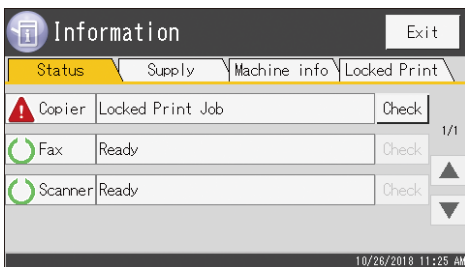 Information Exit
Status Supply Machine info Locked Print
Copier Locked Print Job Check
1/1
Fax Ready Check
Scanner Ready Check
10/26/2018 11:25 AM